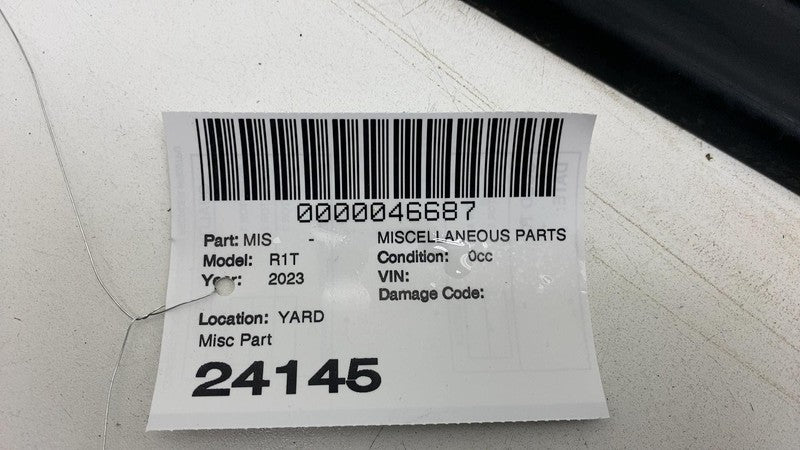 0000046687
Part: MIS - MISCELLANEOUS PARTS
Model: R1T Condition: 0cc
Year: 2023 VIN:
Damage Code:
Location: YARD
Misc Part
24145